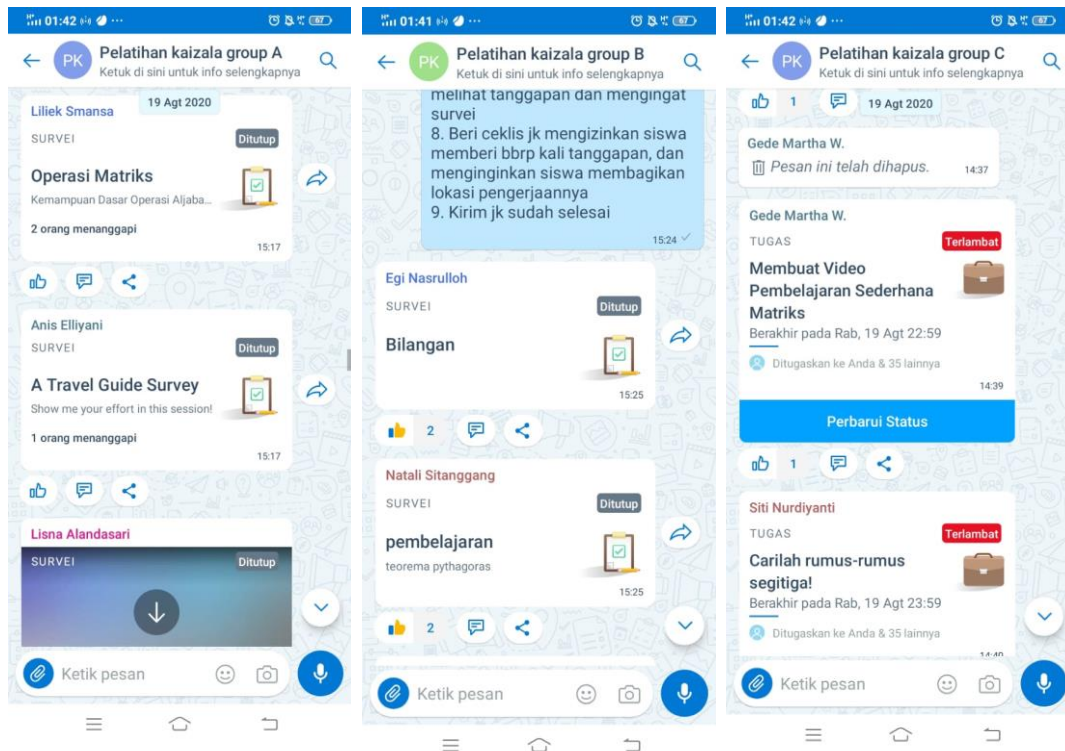 01:42
67
PK
Pelatihan kaizala group A
Ketuk di sini untuk info selengkapnya
19 Agt 2020
Liliek Smansa
SURVEI
Ditutup
Operasi Matriks
Kemampuan Dasar Operasi Aljaba...
2 orang menanggapi
15:17
Anis Elliyani
SURVEI
Ditutup
A Travel Guide Survey
Show me your effort in this session!
1 orang menanggapi
15:17
Lisna Alandasari
SURVEI
Ditutup
Ketik pesan
01:41
67
PK
Pelatihan kaizala group B
Ketuk di sini untuk info selengkapnya
melihat tanggapan dan mengingat
survei
8. Beri ceklis jk mengizinkan siswa
memberi bbrp kali tanggapan, dan
menginginkan siswa membagikan
lokasi pengerjaannya
9. Kirim jk sudah selesai
15:24
Egi Nasrulloh
SURVEI
Ditutup
Bilangan
15:25
2
Natali Sitanggang
SURVEI
Ditutup
pembelajaran
teorema pythagoras
15:25
2
Ketik pesan
01:42
67
PK
Pelatihan kaizala group C
Ketuk di sini untuk info selengkapnya
1
19 Agt 2020
Gede Martha W.
Pesan ini telah dihapus.
14:37
Gede Martha W.
TUGAS
Terlambat
Membuat Video
Pembelajaran Sederhana
Matriks
Berakhir pada Rab, 19 Agt 22:59
Ditugaskan ke Anda & 35 lainnya
14:39
Perbarui Status
1
Siti Nurdiyanti
TUGAS
Terlambat
Carilah rumus-rumus
segitiga!
Berakhir pada Rab, 19 Agt 23:59
Ditugaskan ke Anda & 35 lainnya
14:40
Ketik pesan